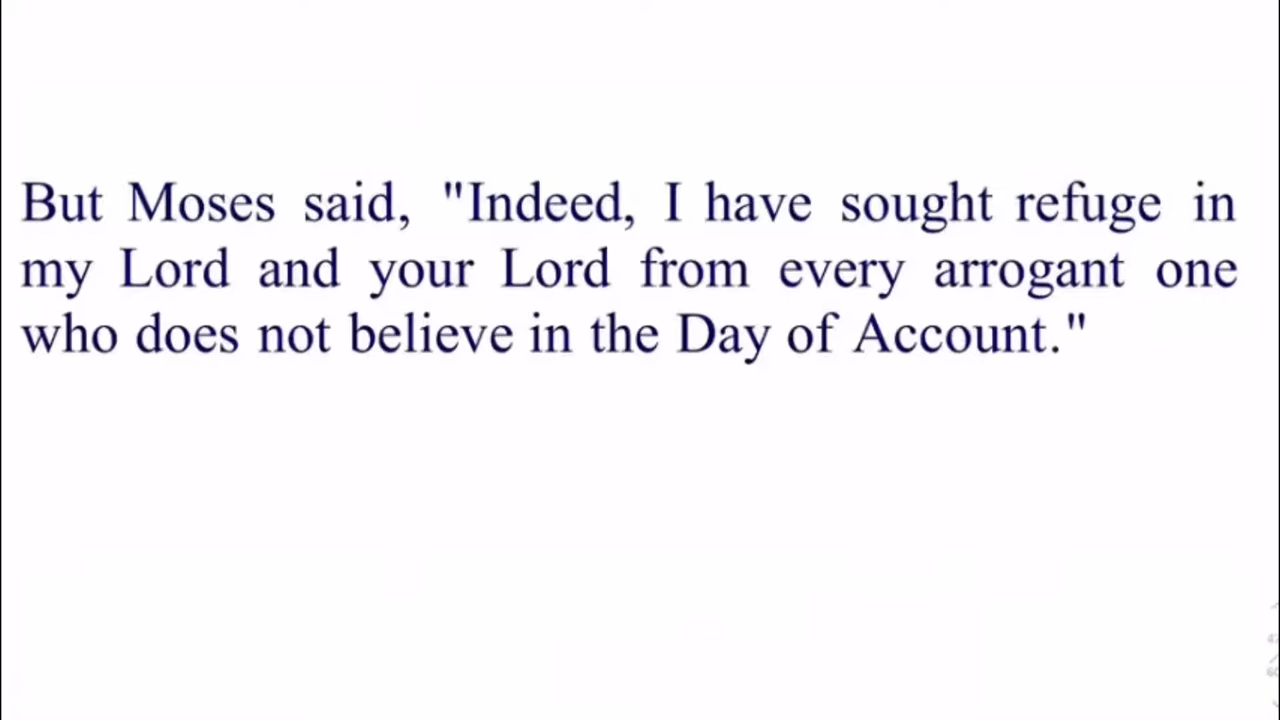 But Moses said, "Indeed, I have sought refuge in
my Lord and your Lord from every arrogant one
who does not believe in the Day of Account."